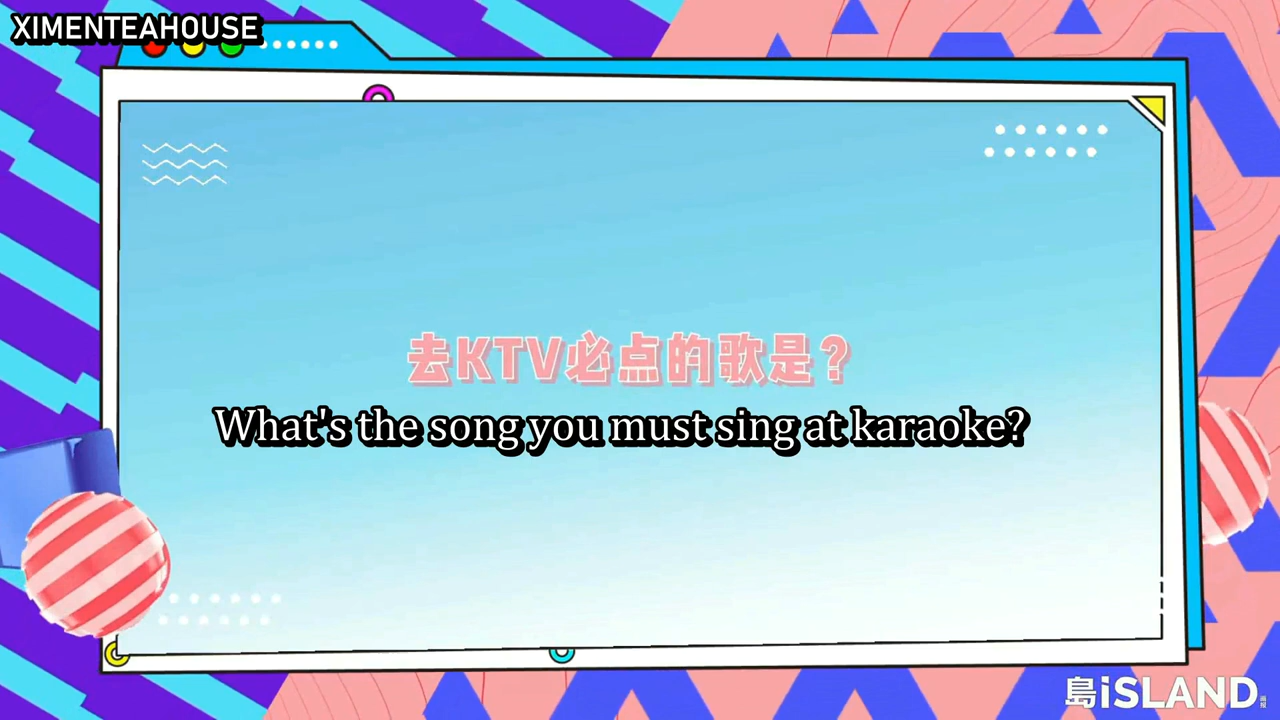 XIMENTEAHOUSE
去KTV必点的歌是？
What's the song you must sing at karaoke?
島iSLAND